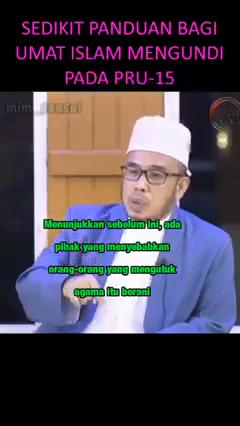 SEDIKIT PANDUAN BAGI
UMAT ISLAM MENGUNDI
PADA PRU-15
Menunjukkan sebelum ini, ada
pihak yang menyebabkan
orang-orang yang mengutuk
agama itu berani